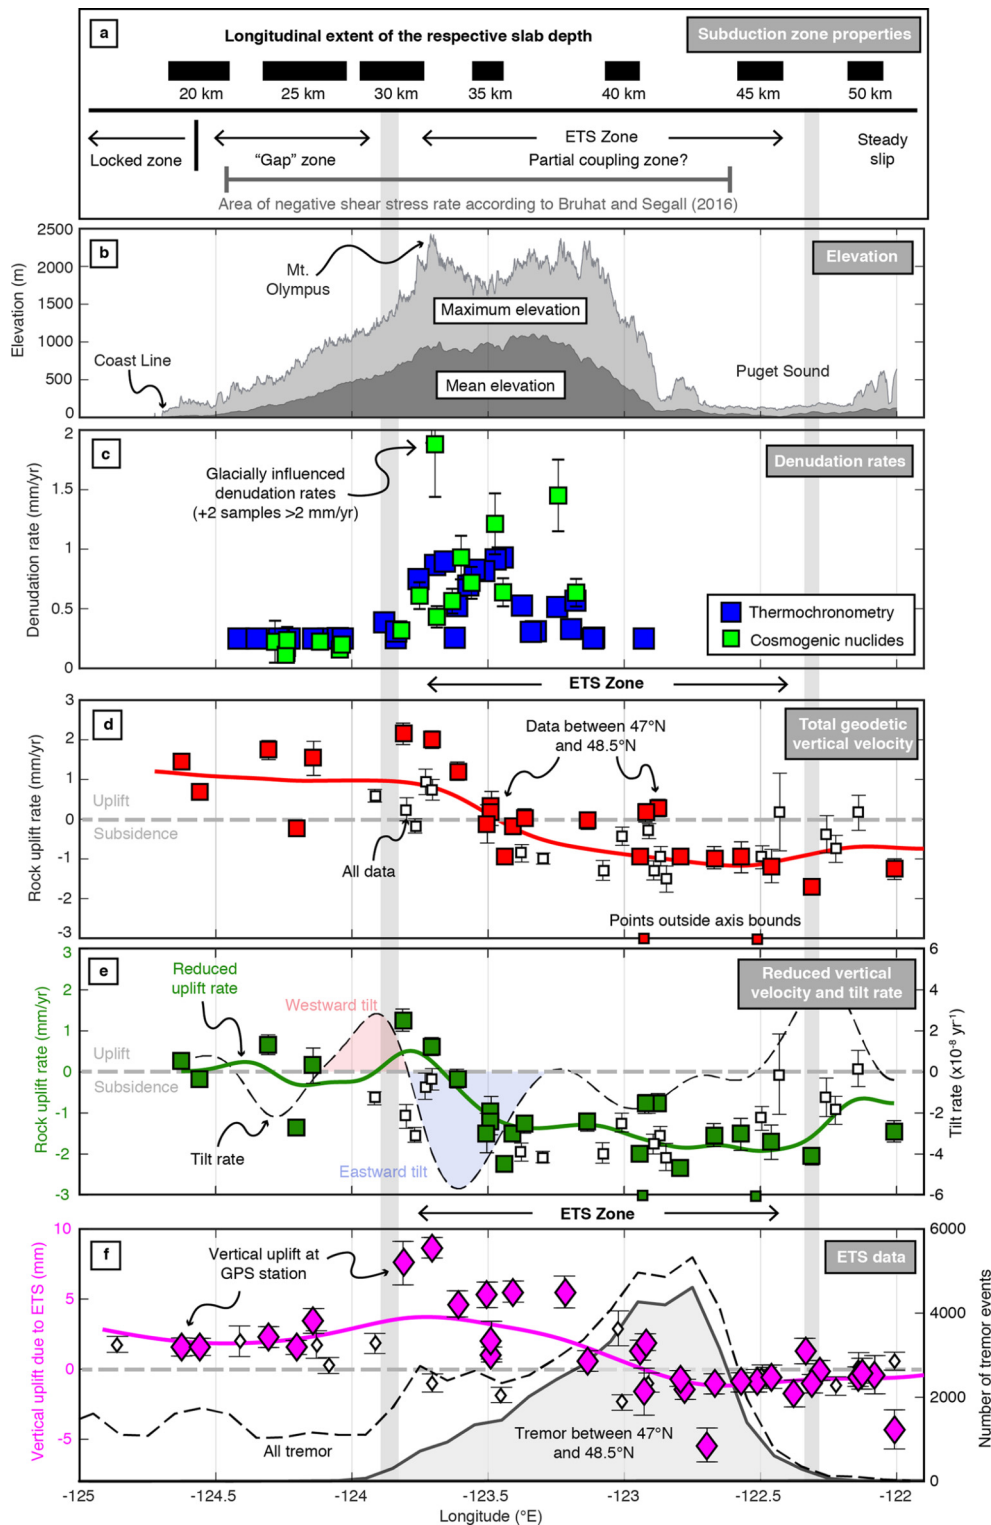 a
Longitudinal extent of the respective slab depth
Subduction zone properties
20 km
25 km
30 km
35 km
40 km
45 km
50 km
Locked zone
"Gap" zone
ETS Zone
Partial coupling zone?
Steady
slip
Area of negative shear stress rate according to Bruhat and Segall (2016)
b
Elevation
Elevation (m)
2500
2000
1500
1000
500
0
Mt.
Olympus
Coast Line
Maximum elevation
Mean elevation
Puget Sound
c
Denudation rates
Denudation rate (mm/yr)
2
1.5
1
0.5
0
Glacially influenced
denudation rates
(+2 samples >2 mm/yr)
Thermochronometry
Cosmogenic nuclides
ETS Zone
d
Total geodetic
vertical velocity
Rock uplift rate (mm/yr)
3
2
1
0
-1
-2
-3
Data between 47°N
and 48.5°N
Uplift
Subsidence
All data
Points outside axis bounds
e
Reduced vertical
velocity and tilt rate
Rock uplift rate (mm/yr)
3
2
1
0
-1
-2
-3
Reduced
uplift rate
Westward tilt
Uplift
Subsidence
Tilt rate
Eastward tilt
6
4
2
0
-2
-4
-6
Tilt rate (x10⁻⁸ yr⁻¹)
ETS Zone
f
ETS data
Vertical uplift due to ETS (mm)
10
5
0
-5
Vertical uplift at
GPS station
All tremor
Tremor between 47°N
and 48.5°N
6000
4000
2000
0
Number of tremor events
-125
-124.5
-124
-123.5
-123
-122.5
-122
Longitude (°E)